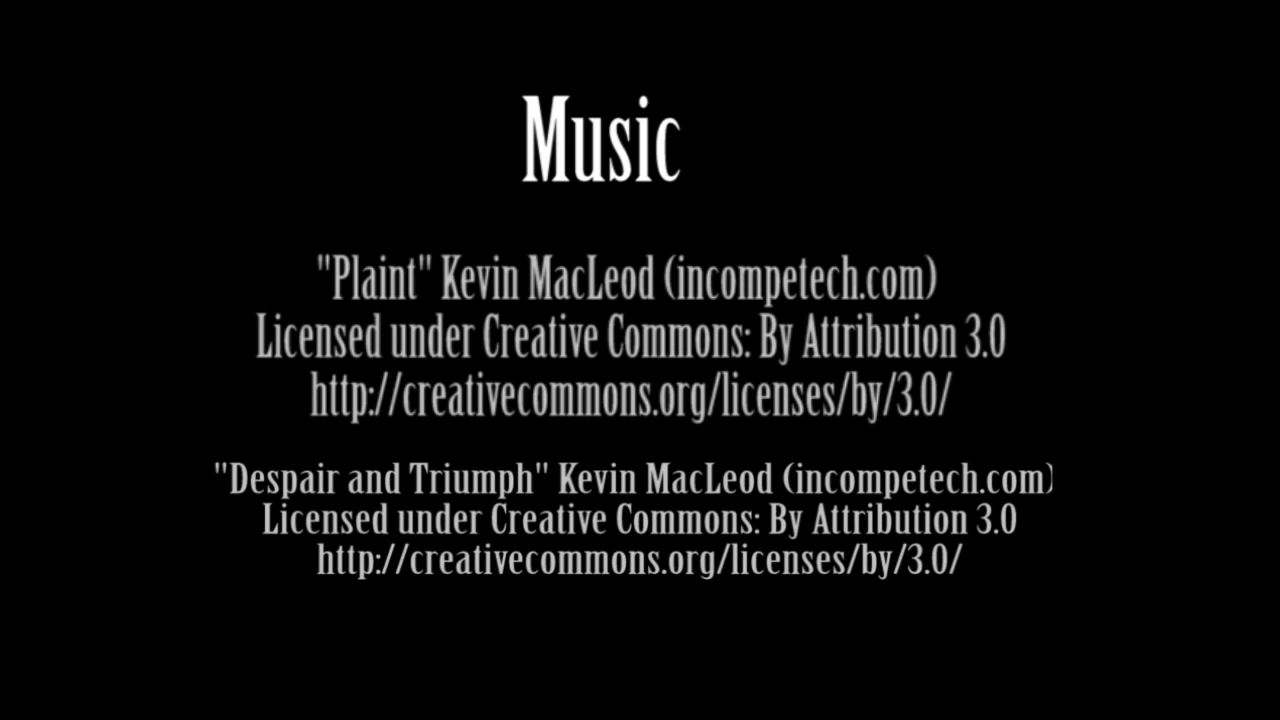 Music
"Plaint" Kevin MacLeod (incompetech.com)
Licensed under Creative Commons: By Attribution 3.0
http://creativecommons.org/licenses/by/3.0/
"Despair and Triumph" Kevin MacLeod (incompetech.com)
Licensed under Creative Commons: By Attribution 3.0
http://creativecommons.org/licenses/by/3.0/